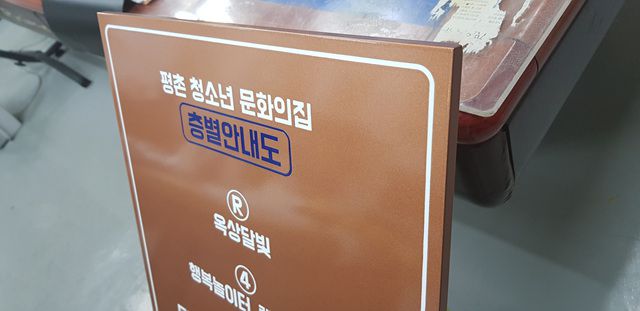 평촌 청소년 문화의집
층별안내도
R
옥상달빛
4
행복놀이터